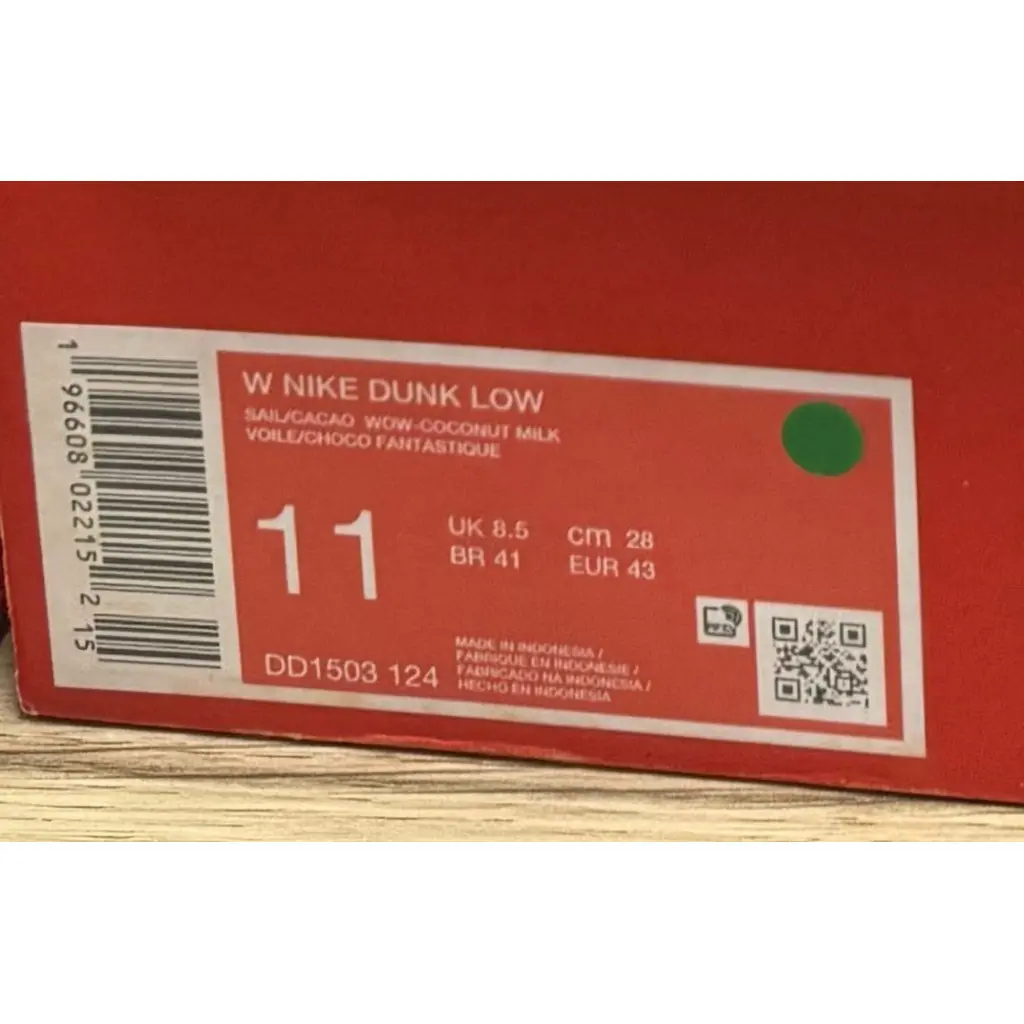 1 96608 02215 2 15
W NIKE DUNK LOW
SAIL/CACAO WOW-COCONUT MILK
VOILE/CHOCO FANTASTIQUE
11
UK 8.5 cm 28
BR 41 EUR 43
DD1503 124
MADE IN INDONESIA /
FABRIQUE EN INDONESIE /
FABRICADO NA INDONESIA /
HECHO EN INDONESIA